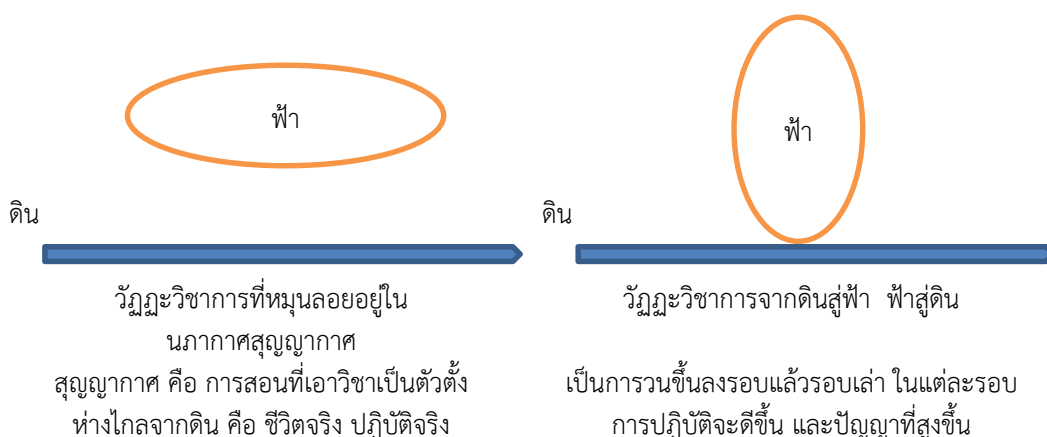 ฟ้า
ดิน
วัฏฏะวิชาการที่หมุนลอยอยู่ใน
นภากาศสุญญากาศ
สุญญากาศ คือ การสอนที่เอาวิชาเป็นตัวตั้ง
ห่างไกลจากดิน คือ ชีวิตจริง ปฏิบัติจริง
ฟ้า
ดิน
วัฏฏะวิชาการจากดินสู่ฟ้า ฟ้าสู่ดิน
เป็นการวนขึ้นลงรอบแล้วรอบเล่า ในแต่ละรอบ
การปฏิบัติจะดีขึ้น และปัญญาที่สูงขึ้น